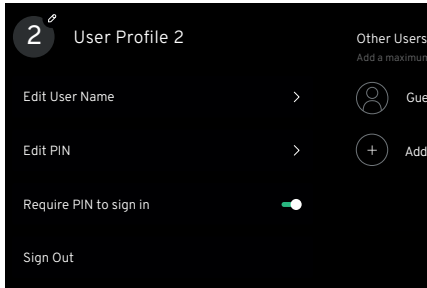 2 User Profile 2
Edit User Name
Edit PIN
Require PIN to sign in
Sign Out
Other Users
Add a maximum
Gue
Add